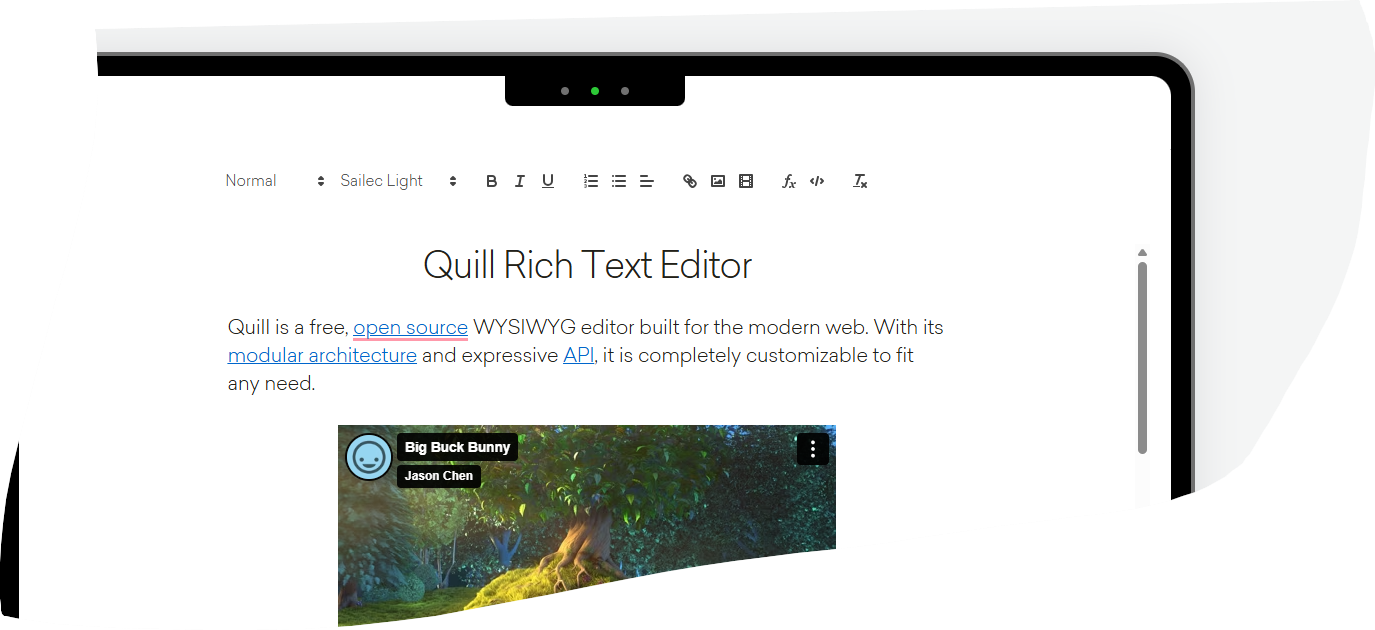 Normal Sailec Light B I U fx </> Tx
Quill Rich Text Editor
Quill is a free, open source WYSIWYG editor built for the modern web. With its
modular architecture and expressive API, it is completely customizable to fit
any need.
Big Buck Bunny
Jason Chen